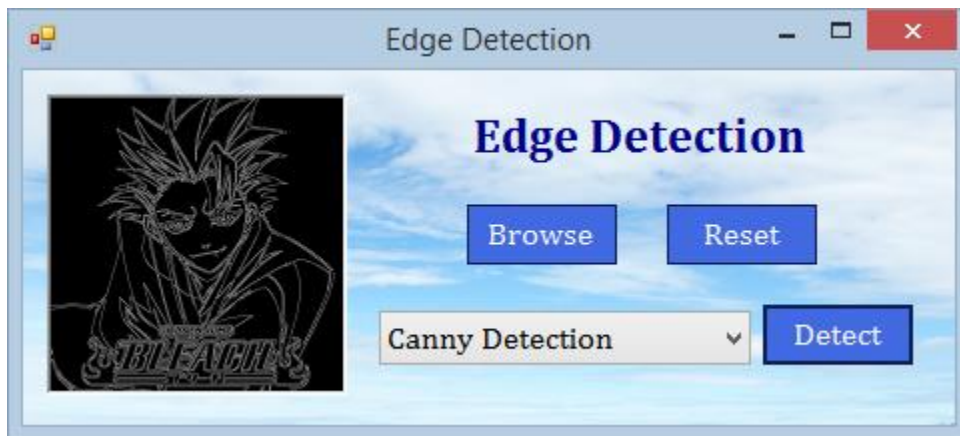 Edge Detection
Edge Detection
Browse
Reset
Canny Detection
Detect
BLEACH